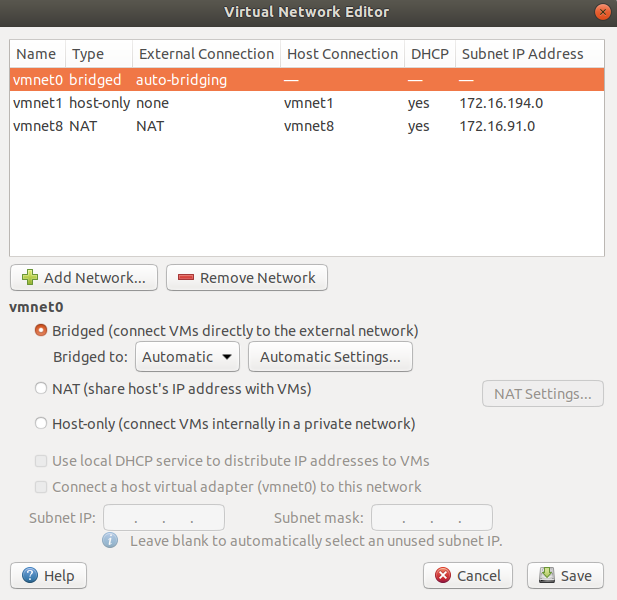 Virtual Network Editor
Name Type External Connection Host Connection DHCP Subnet IP Address
vmnet0 bridged auto-bridging — — —
vmnet1 host-only none vmnet1 yes 172.16.194.0
vmnet8 NAT NAT vmnet8 yes 172.16.91.0
Add Network... Remove Network
vmnet0
Bridged (connect VMs directly to the external network)
Bridged to: Automatic Automatic Settings...
NAT (share host's IP address with VMs) NAT Settings...
Host-only (connect VMs internally in a private network)
Use local DHCP service to distribute IP addresses to VMs
Connect a host virtual adapter (vmnet0) to this network
Subnet IP: . . . Subnet mask: . . .
Leave blank to automatically select an unused subnet IP.
Help Cancel Save